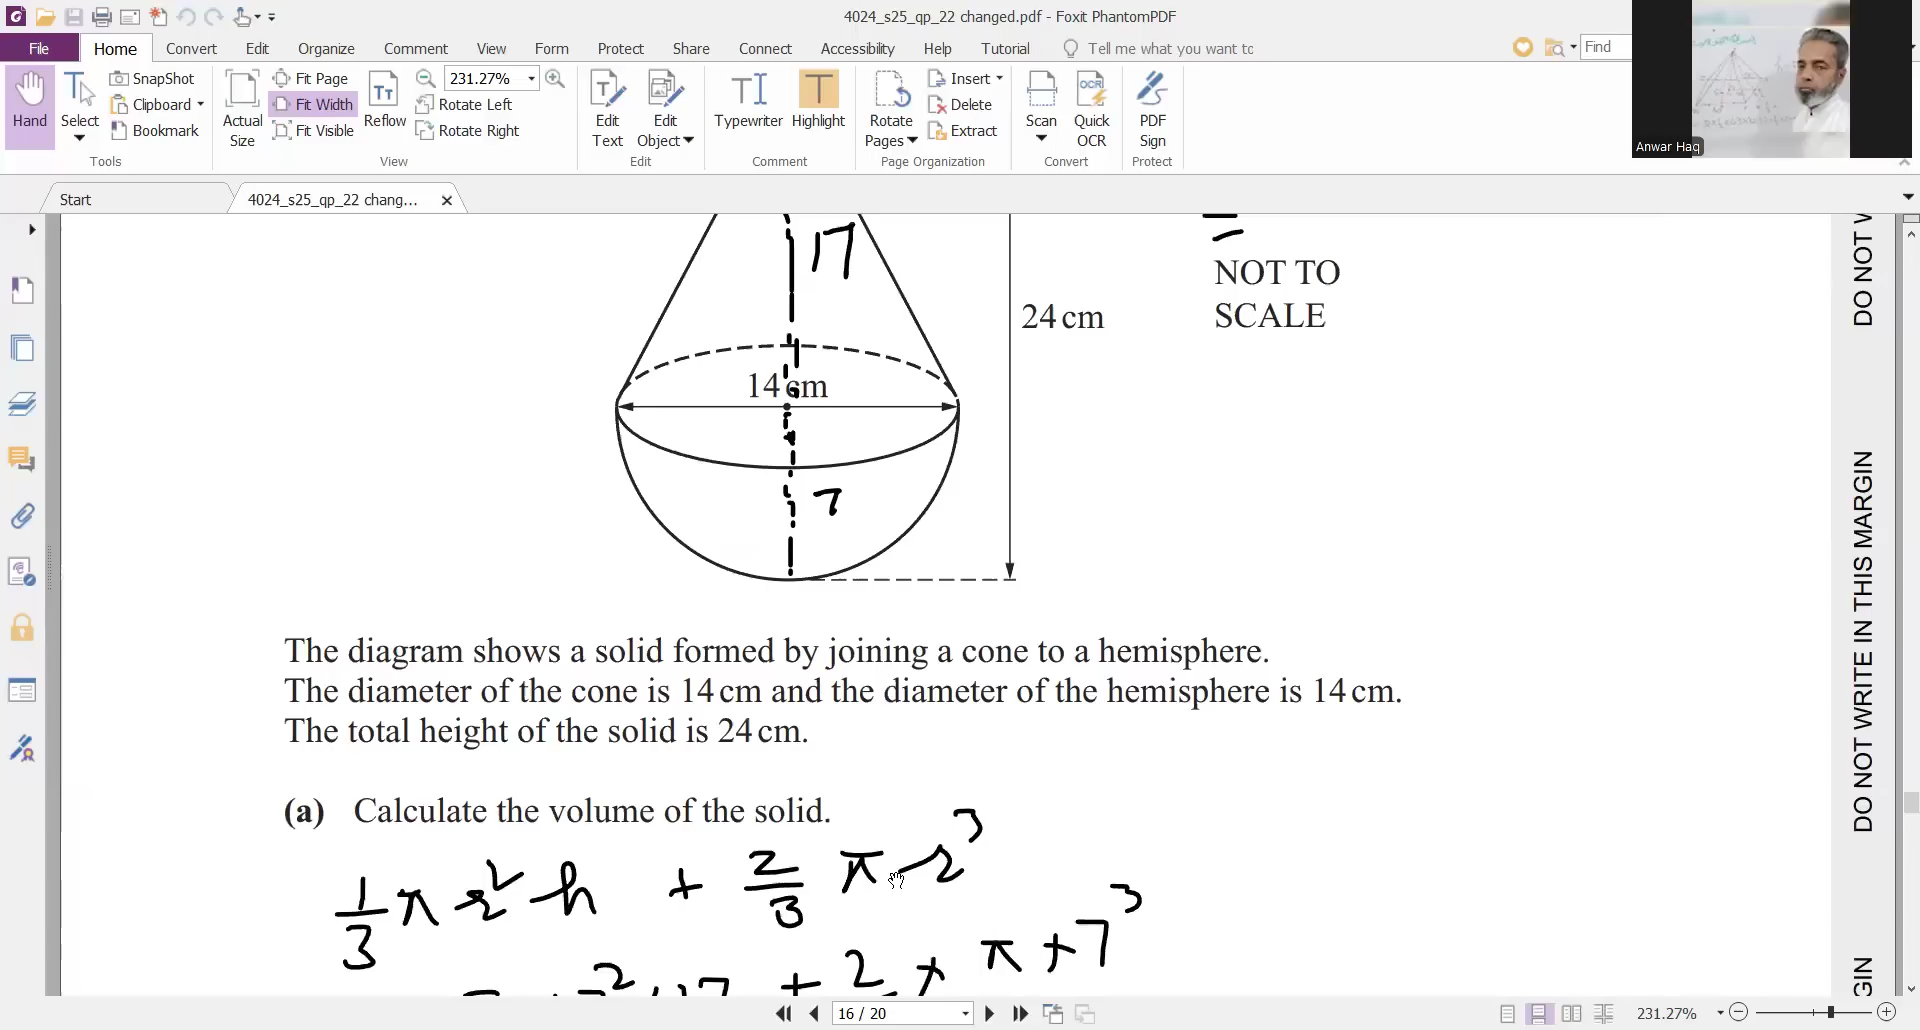 4024_s25_qp_22 changed.pdf - Foxit PhantomPDF
File Home Convert Edit Organize Comment View Form Protect Share Connect Accessibility Help Tutorial Tell me what you want to Find
Hand Select SnapShot Clipboard Bookmark Actual Size Fit Page Fit Width Fit Visible Reflow 231.27% Rotate Left Rotate Right Edit Text Edit Object Typewriter Highlight Rotate Pages Insert Delete Extract Scan Quick OCR PDF Sign
Tools View Edit Comment Page Organization Convert Protect
Anwar Haq
Start 4024_s25_qp_22 chang...
17
NOT TO
SCALE
24 cm
14 cm
7
The diagram shows a solid formed by joining a cone to a hemisphere.
The diameter of the cone is 14 cm and the diameter of the hemisphere is 14 cm.
The total height of the solid is 24 cm.
(a) Calculate the volume of the solid.
1/3 π r² h + 2/3 π r³
7² × 17 + 2 × π × 7³
DO NOT WRITE IN THIS MARGIN
16 / 20
231.27%